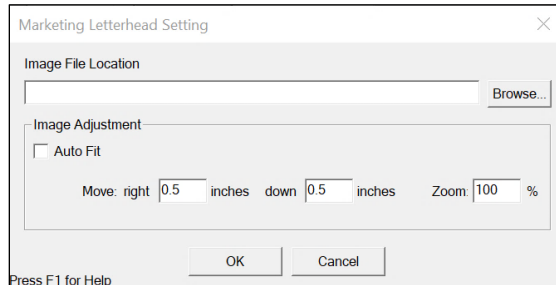 Marketing Letterhead Setting
Image File Location
Browse...
Image Adjustment
Auto Fit
Move: right 0.5 inches down 0.5 inches Zoom: 100 %
OK Cancel
Press F1 for Help